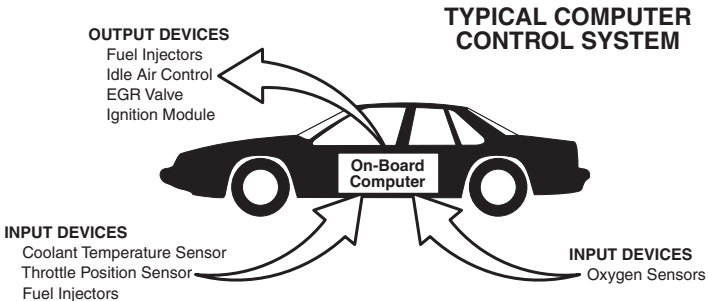 TYPICAL COMPUTER
CONTROL SYSTEM
OUTPUT DEVICES
Fuel Injectors
Idle Air Control
EGR Valve
Ignition Module
On-Board
Computer
INPUT DEVICES
Coolant Temperature Sensor
Throttle Position Sensor
Fuel Injectors
INPUT DEVICES
Oxygen Sensors